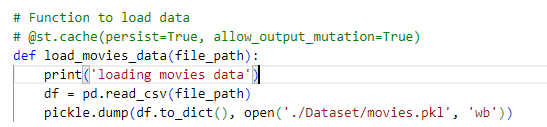 # Function to load data
# @st.cache(persist=True, allow_output_mutation=True)
def load_movies_data(file_path):
    print('loading movies data')
    df = pd.read_csv(file_path)
    pickle.dump(df.to_dict(), open('./Dataset/movies.pkl', 'wb'))